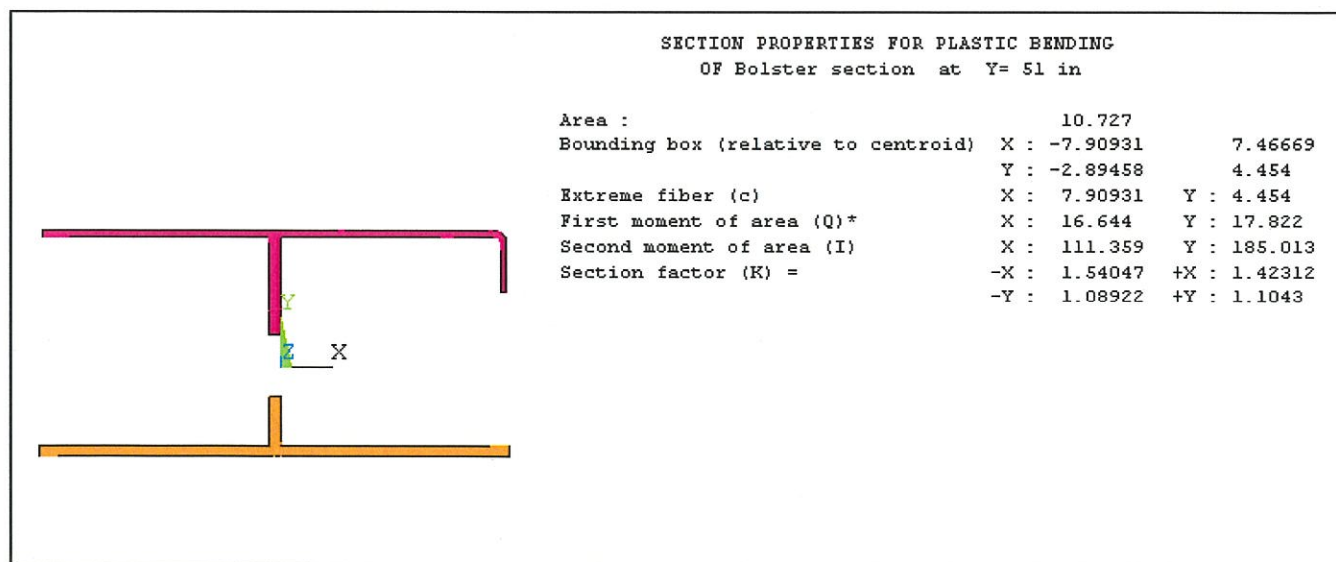 SECTION PROPERTIES FOR PLASTIC BENDING
OF Bolster section at Y= 51 in
Area : 10.727
Bounding box (relative to centroid) X : -7.90931 7.46669
Y : -2.89458 4.454
Extreme fiber (c) X : 7.90931 Y : 4.454
First moment of area (Q)* X : 16.644 Y : 17.822
Second moment of area (I) X : 111.359 Y : 185.013
Section factor (K) = -X : 1.54047 +X : 1.42312
-Y : 1.08922 +Y : 1.1043
Y
Z X